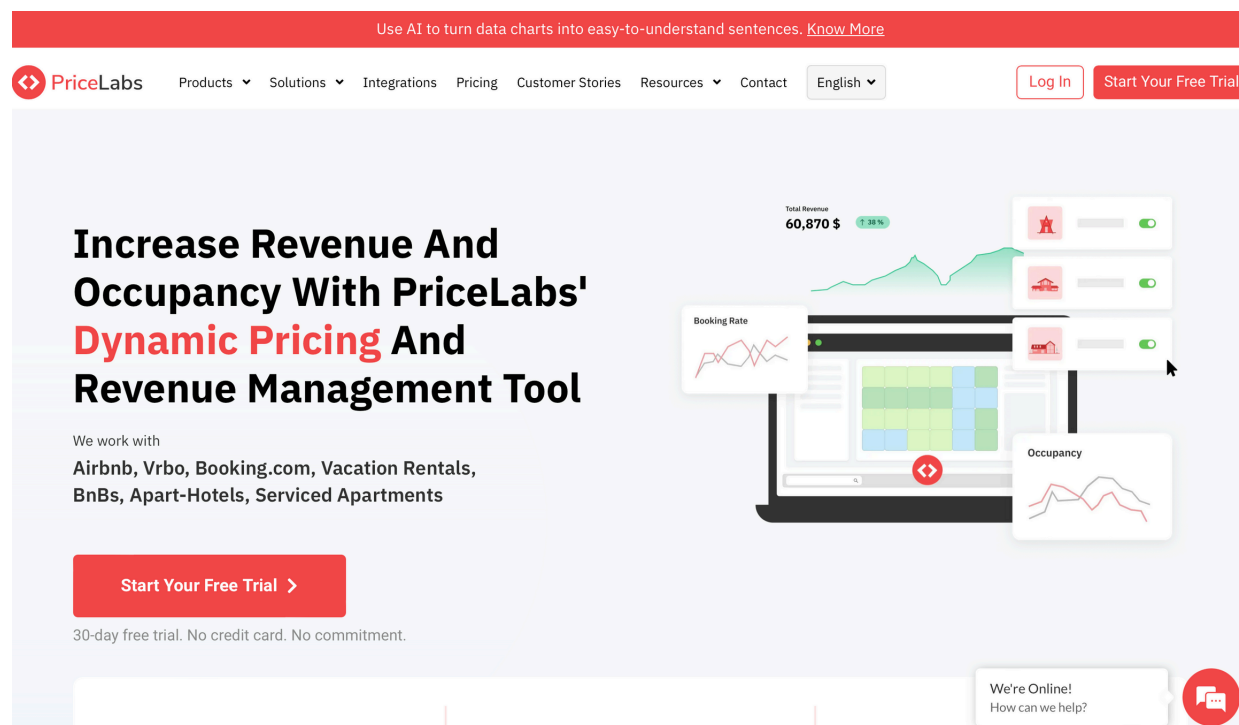 Use AI to turn data charts into easy-to-understand sentences. Know More
PriceLabs
Products
Solutions
Integrations
Pricing
Customer Stories
Resources
Contact
English
Log In
Start Your Free Trial
Increase Revenue And
Occupancy With PriceLabs'
Dynamic Pricing And
Revenue Management Tool
We work with
Airbnb, Vrbo, Booking.com, Vacation Rentals,
BnBs, Apart-Hotels, Serviced Apartments
Start Your Free Trial
30-day free trial. No credit card. No commitment.
Total Revenue
60,870 $ ↑ 38 %
Booking Rate
Occupancy
We're Online!
How can we help?